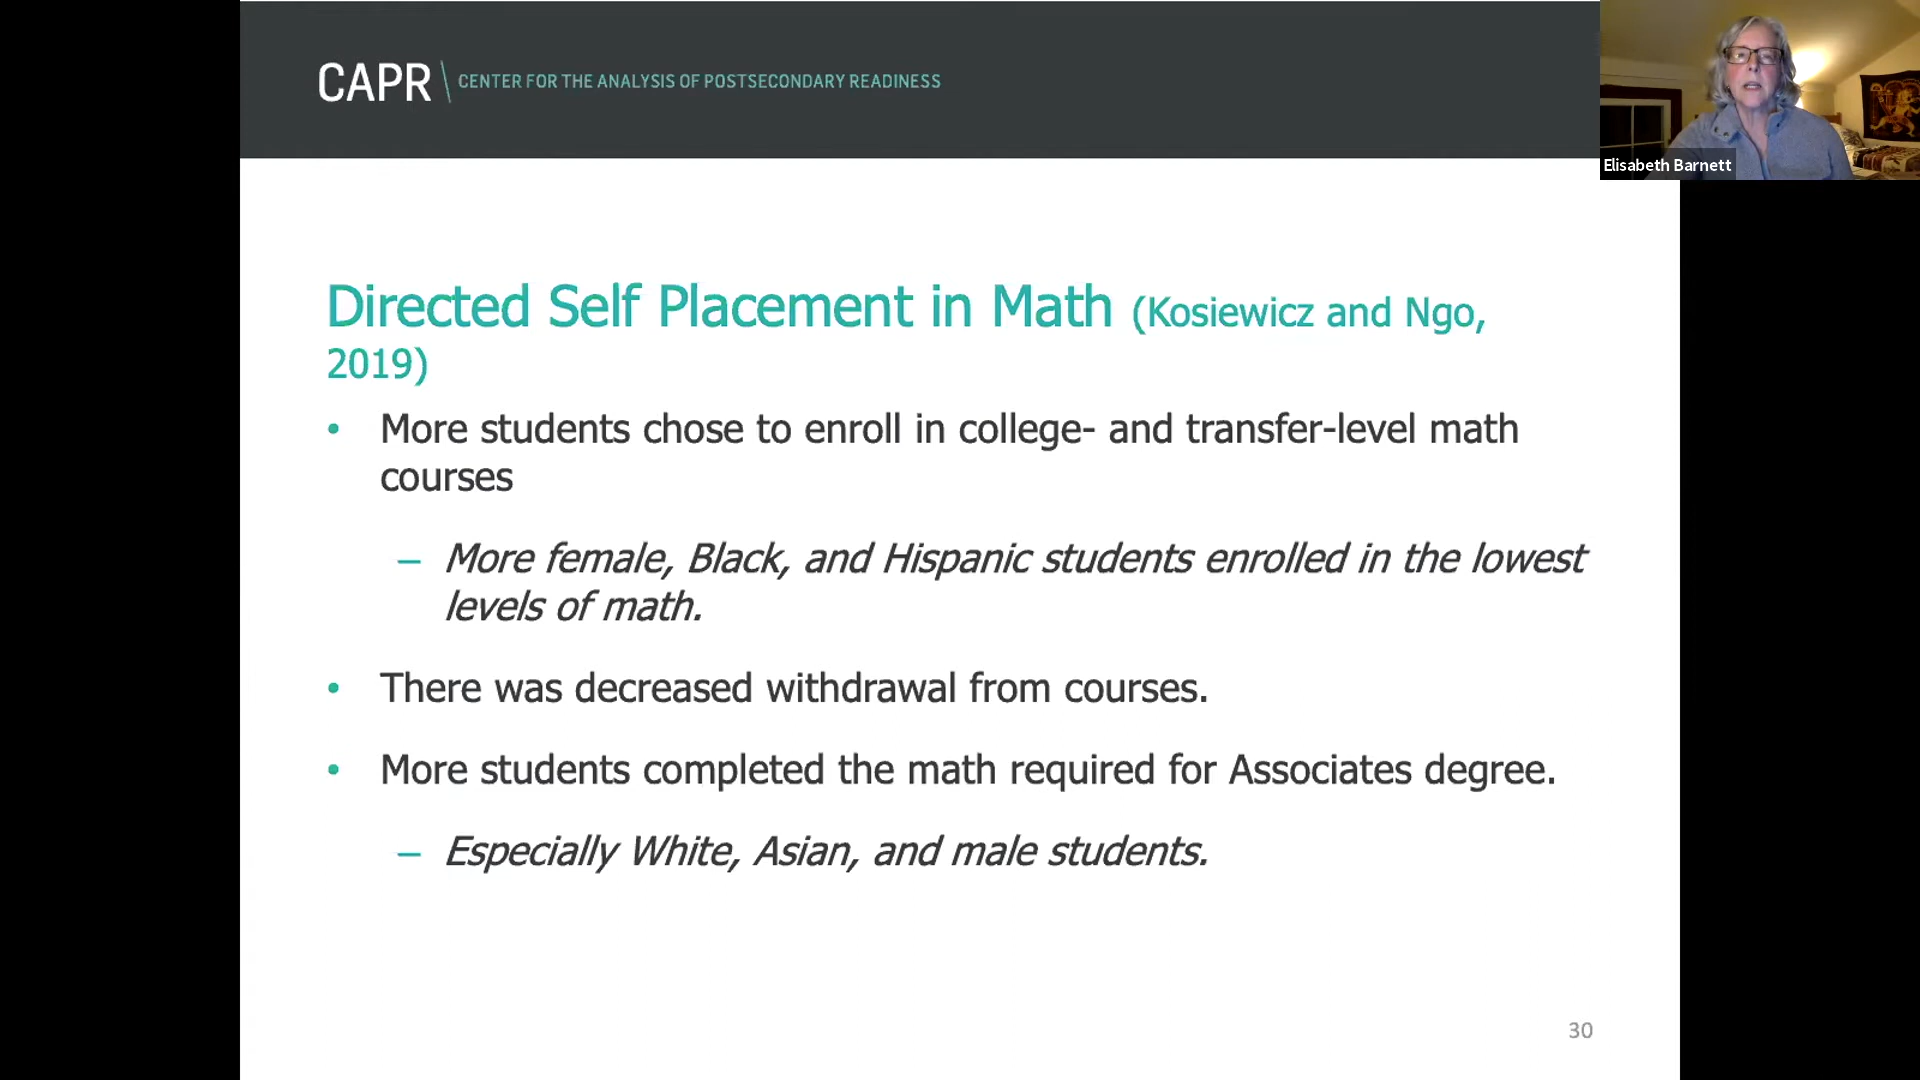 CAPR CENTER FOR THE ANALYSIS OF POSTSECONDARY READINESS
Elisabeth Barnett
Directed Self Placement in Math (Kosiewicz and Ngo,
2019)
• More students chose to enroll in college- and transfer-level math
courses
– More female, Black, and Hispanic students enrolled in the lowest
levels of math.
• There was decreased withdrawal from courses.
• More students completed the math required for Associates degree.
– Especially White, Asian, and male students.
30